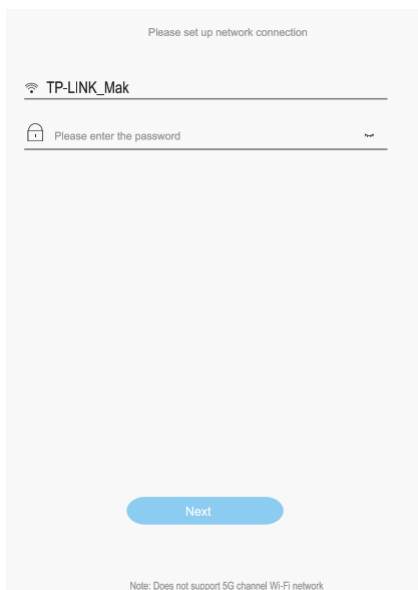 Please set up network connection
TP-LINK_Mak
Please enter the password
Next
Note: Does not support 5G channel Wi-Fi network